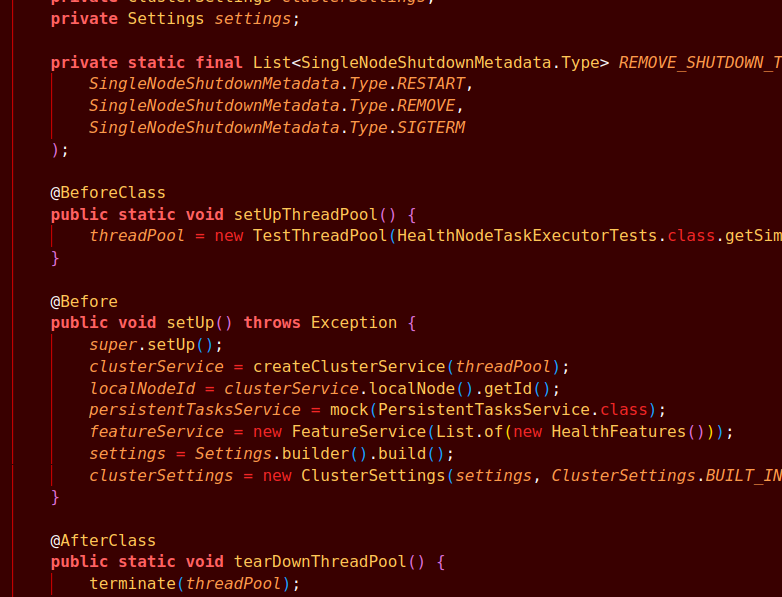 private ClusterSettings clusterSettings;
private Settings settings;
private static final List<SingleNodeShutdownMetadata.Type> REMOVE_SHUTDOWN_T
SingleNodeShutdownMetadata.Type.RESTART,
SingleNodeShutdownMetadata.Type.REMOVE,
SingleNodeShutdownMetadata.Type.SIGTERM
);
@BeforeClass
public static void setUpThreadPool() {
threadPool = new TestThreadPool(HealthNodeTaskExecutorTests.class.getSim
}
@Before
public void setUp() throws Exception {
super.setUp();
clusterService = createClusterService(threadPool);
localNodeId = clusterService.localNode().getId();
persistentTasksService = mock(PersistentTasksService.class);
featureService = new FeatureService(List.of(new HealthFeatures()));
settings = Settings.builder().build();
clusterSettings = new ClusterSettings(settings, ClusterSettings.BUILT_IN
}
@AfterClass
public static void tearDownThreadPool() {
terminate(threadPool);